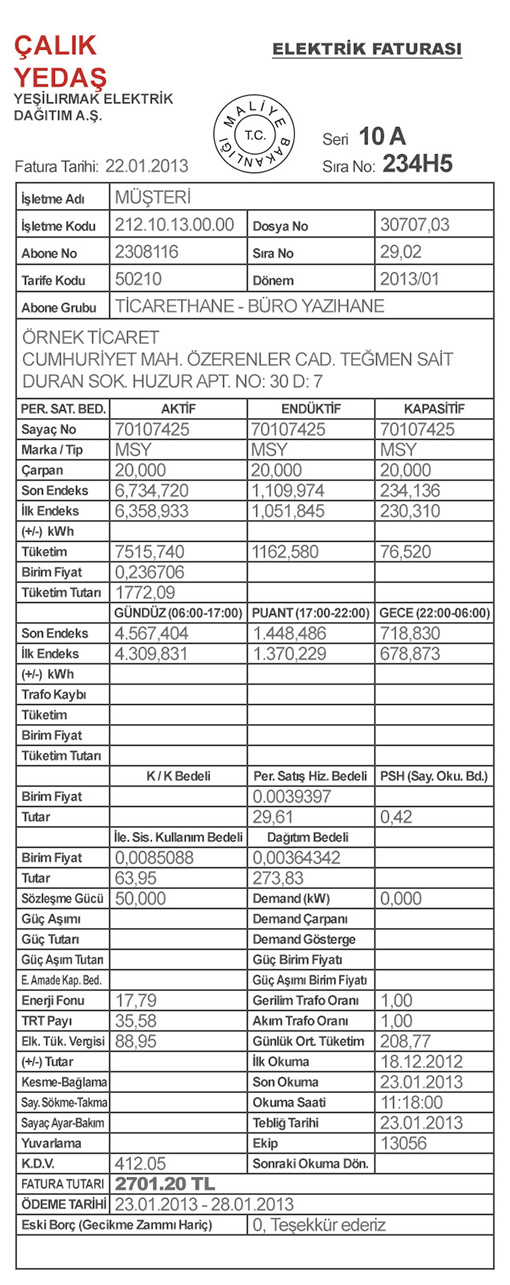 ÇALIK
YEDAŞ
YEŞİLIRMAK ELEKTRİK
DAĞITIM A.Ş.
ELEKTRİK FATURASI
MALİYE BAKANLIĞI
T.C.
Seri 10 A
Fatura Tarihi: 22.01.2013 Sıra No: 234H5
İşletme Adı MÜŞTERİ
İşletme Kodu 212.10.13.00.00 Dosya No 30707,03
Abone No 2308116 Sıra No 29,02
Tarife Kodu 50210 Dönem 2013/01
Abone Grubu TİCARETHANE - BÜRO YAZIHANE
ÖRNEK TİCARET
CUMHURİYET MAH. ÖZERENLER CAD. TEĞMEN SAİT
DURAN SOK. HUZUR APT. NO: 30 D: 7
PER. SAT. BED. AKTİF ENDÜKTİF KAPASİTİF
Sayaç No 70107425 70107425 70107425
Marka / Tip MSY MSY MSY
Çarpan 20,000 20,000 20,000
Son Endeks 6,734,720 1,109,974 234,136
İlk Endeks 6,358,933 1,051,845 230,310
(+/-) kWh
Tüketim 7515,740 1162,580 76,520
Birim Fiyat 0,236706
Tüketim Tutarı 1772,09
GÜNDÜZ (06:00-17:00) PUANT (17:00-22:00) GECE (22:00-06:00)
Son Endeks 4.567,404 1.448,486 718,830
İlk Endeks 4.309,831 1.370,229 678,873
(+/-) kWh
Trafo Kaybı
Tüketim
Birim Fiyat
Tüketim Tutarı
K / K Bedeli Per. Satış Hiz. Bedeli PSH (Say. Oku. Bd.)
Birim Fiyat 0.0039397
Tutar 29,61 0,42
İle. Sis. Kullanım Bedeli Dağıtım Bedeli
Birim Fiyat 0,0085088 0,00364342
Tutar 63,95 273,83
Sözleşme Gücü 50,000 Demand (kW) 0,000
Güç Aşımı Demand Çarpanı
Güç Tutarı Demand Gösterge
Güç Aşım Tutarı Güç Birim Fiyatı
E. Amade Kap. Bed. Güç Aşımı Birim Fiyatı
Enerji Fonu 17,79 Gerilim Trafo Oranı 1,00
TRT Payı 35,58 Akım Trafo Oranı 1,00
Elk. Tük. Vergisi 88,95 Günlük Ort. Tüketim 208,77
(+/-) Tutar İlk Okuma 18.12.2012
Kesme-Bağlama Son Okuma 23.01.2013
Say. Sökme-Takma Okuma Saati 11:18:00
Sayaç Ayar-Bakım Tebliğ Tarihi 23.01.2013
Yuvarlama Ekip 13056
K.D.V. 412.05 Sonraki Okuma Dön.
FATURA TUTARI 2701.20 TL
ÖDEME TARİHİ 23.01.2013 - 28.01.2013
Eski Borç (Gecikme Zammı Hariç) 0, Teşekkür ederiz